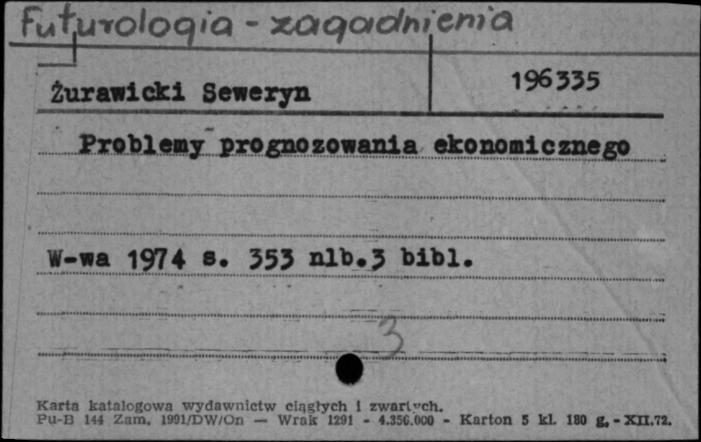 Futurologia - zagadnienia
196335
Żurawicki Seweryn
Problemy prognozowania ekonomicznego
W-wa 1974 s. 353 nlb.3 bibl.
3
Karta katalogowa wydawnictw ciągłych i zwartych.
Pu-B 144 Zam. 1991/DW/On — Wrak 1291 - 4.350.000 - Karton 5 kl. 180 g. - XII.72.